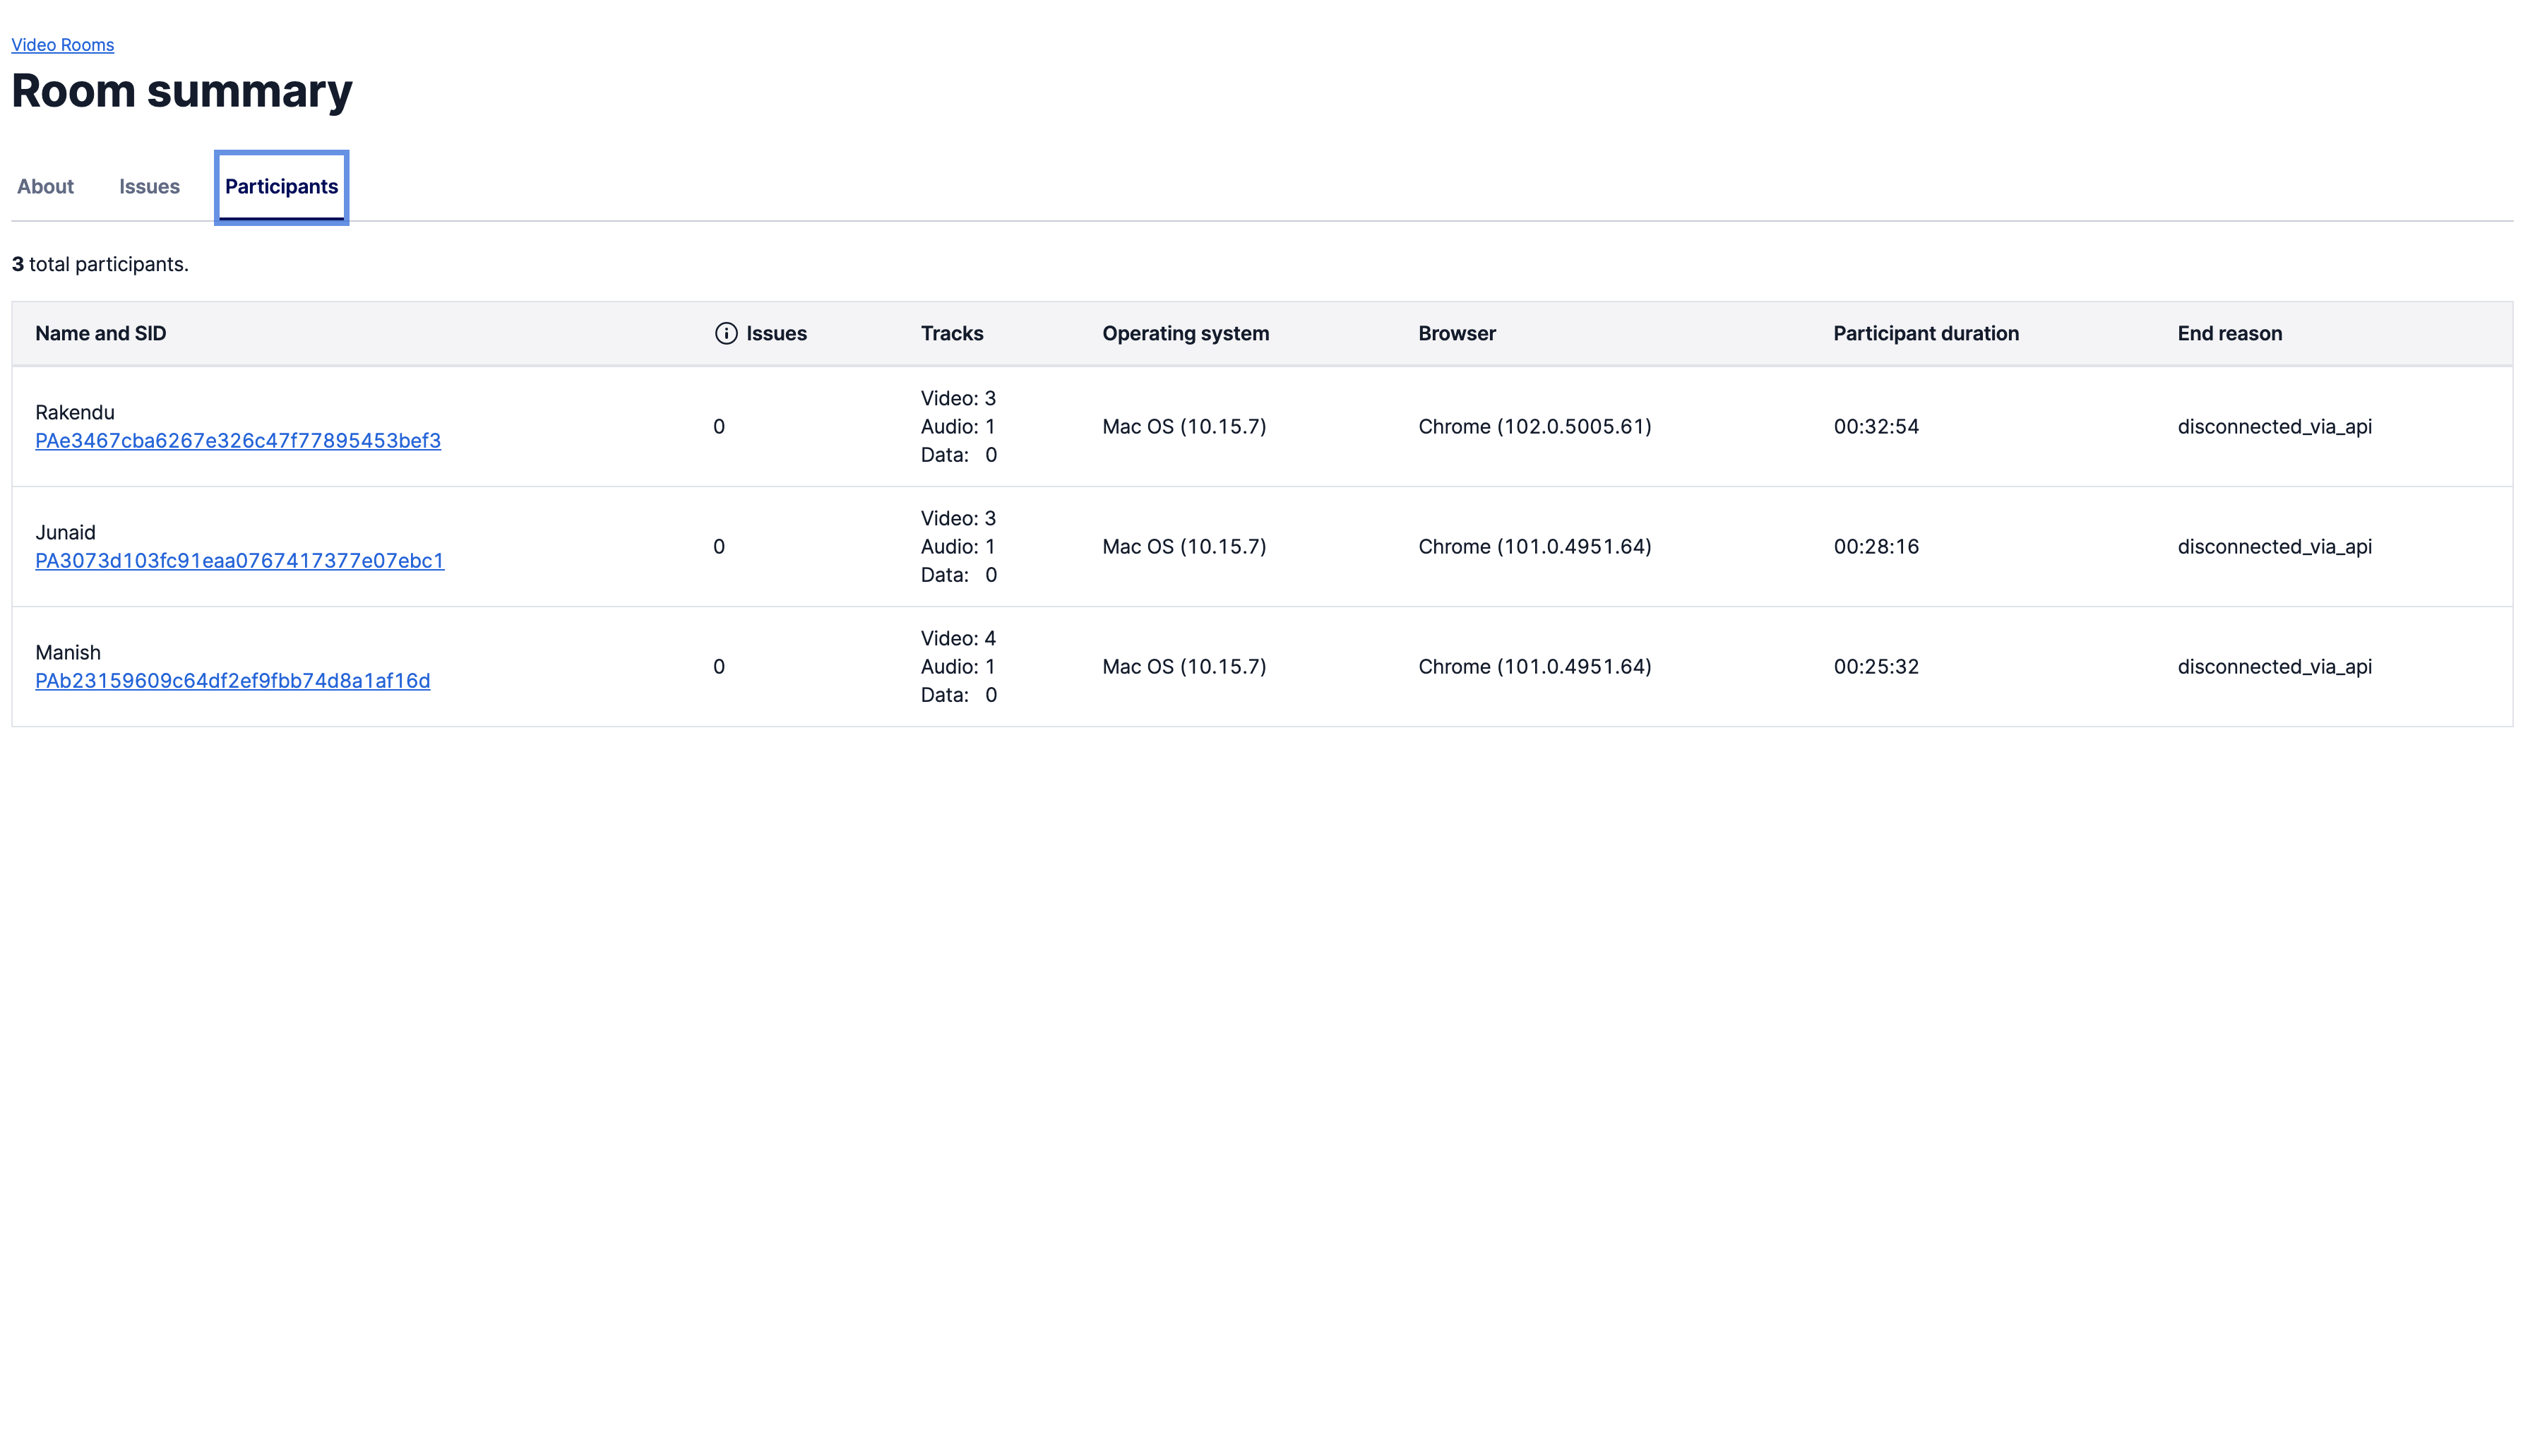 Video Rooms
Room summary
About Issues Participants
3 total participants.
Name and SID Issues Tracks Operating system Browser Participant duration End reason
Rakendu
PAe3467cba6267e326c47f77895453bef3
0
Video: 3
Audio: 1
Data: 0
Mac OS (10.15.7)
Chrome (102.0.5005.61)
00:32:54
disconnected_via_api
Junaid
PA3073d103fc91eaa0767417377e07ebc1
0
Video: 3
Audio: 1
Data: 0
Mac OS (10.15.7)
Chrome (101.0.4951.64)
00:28:16
disconnected_via_api
Manish
PAb23159609c64df2ef9fbb74d8a1af16d
0
Video: 4
Audio: 1
Data: 0
Mac OS (10.15.7)
Chrome (101.0.4951.64)
00:25:32
disconnected_via_api